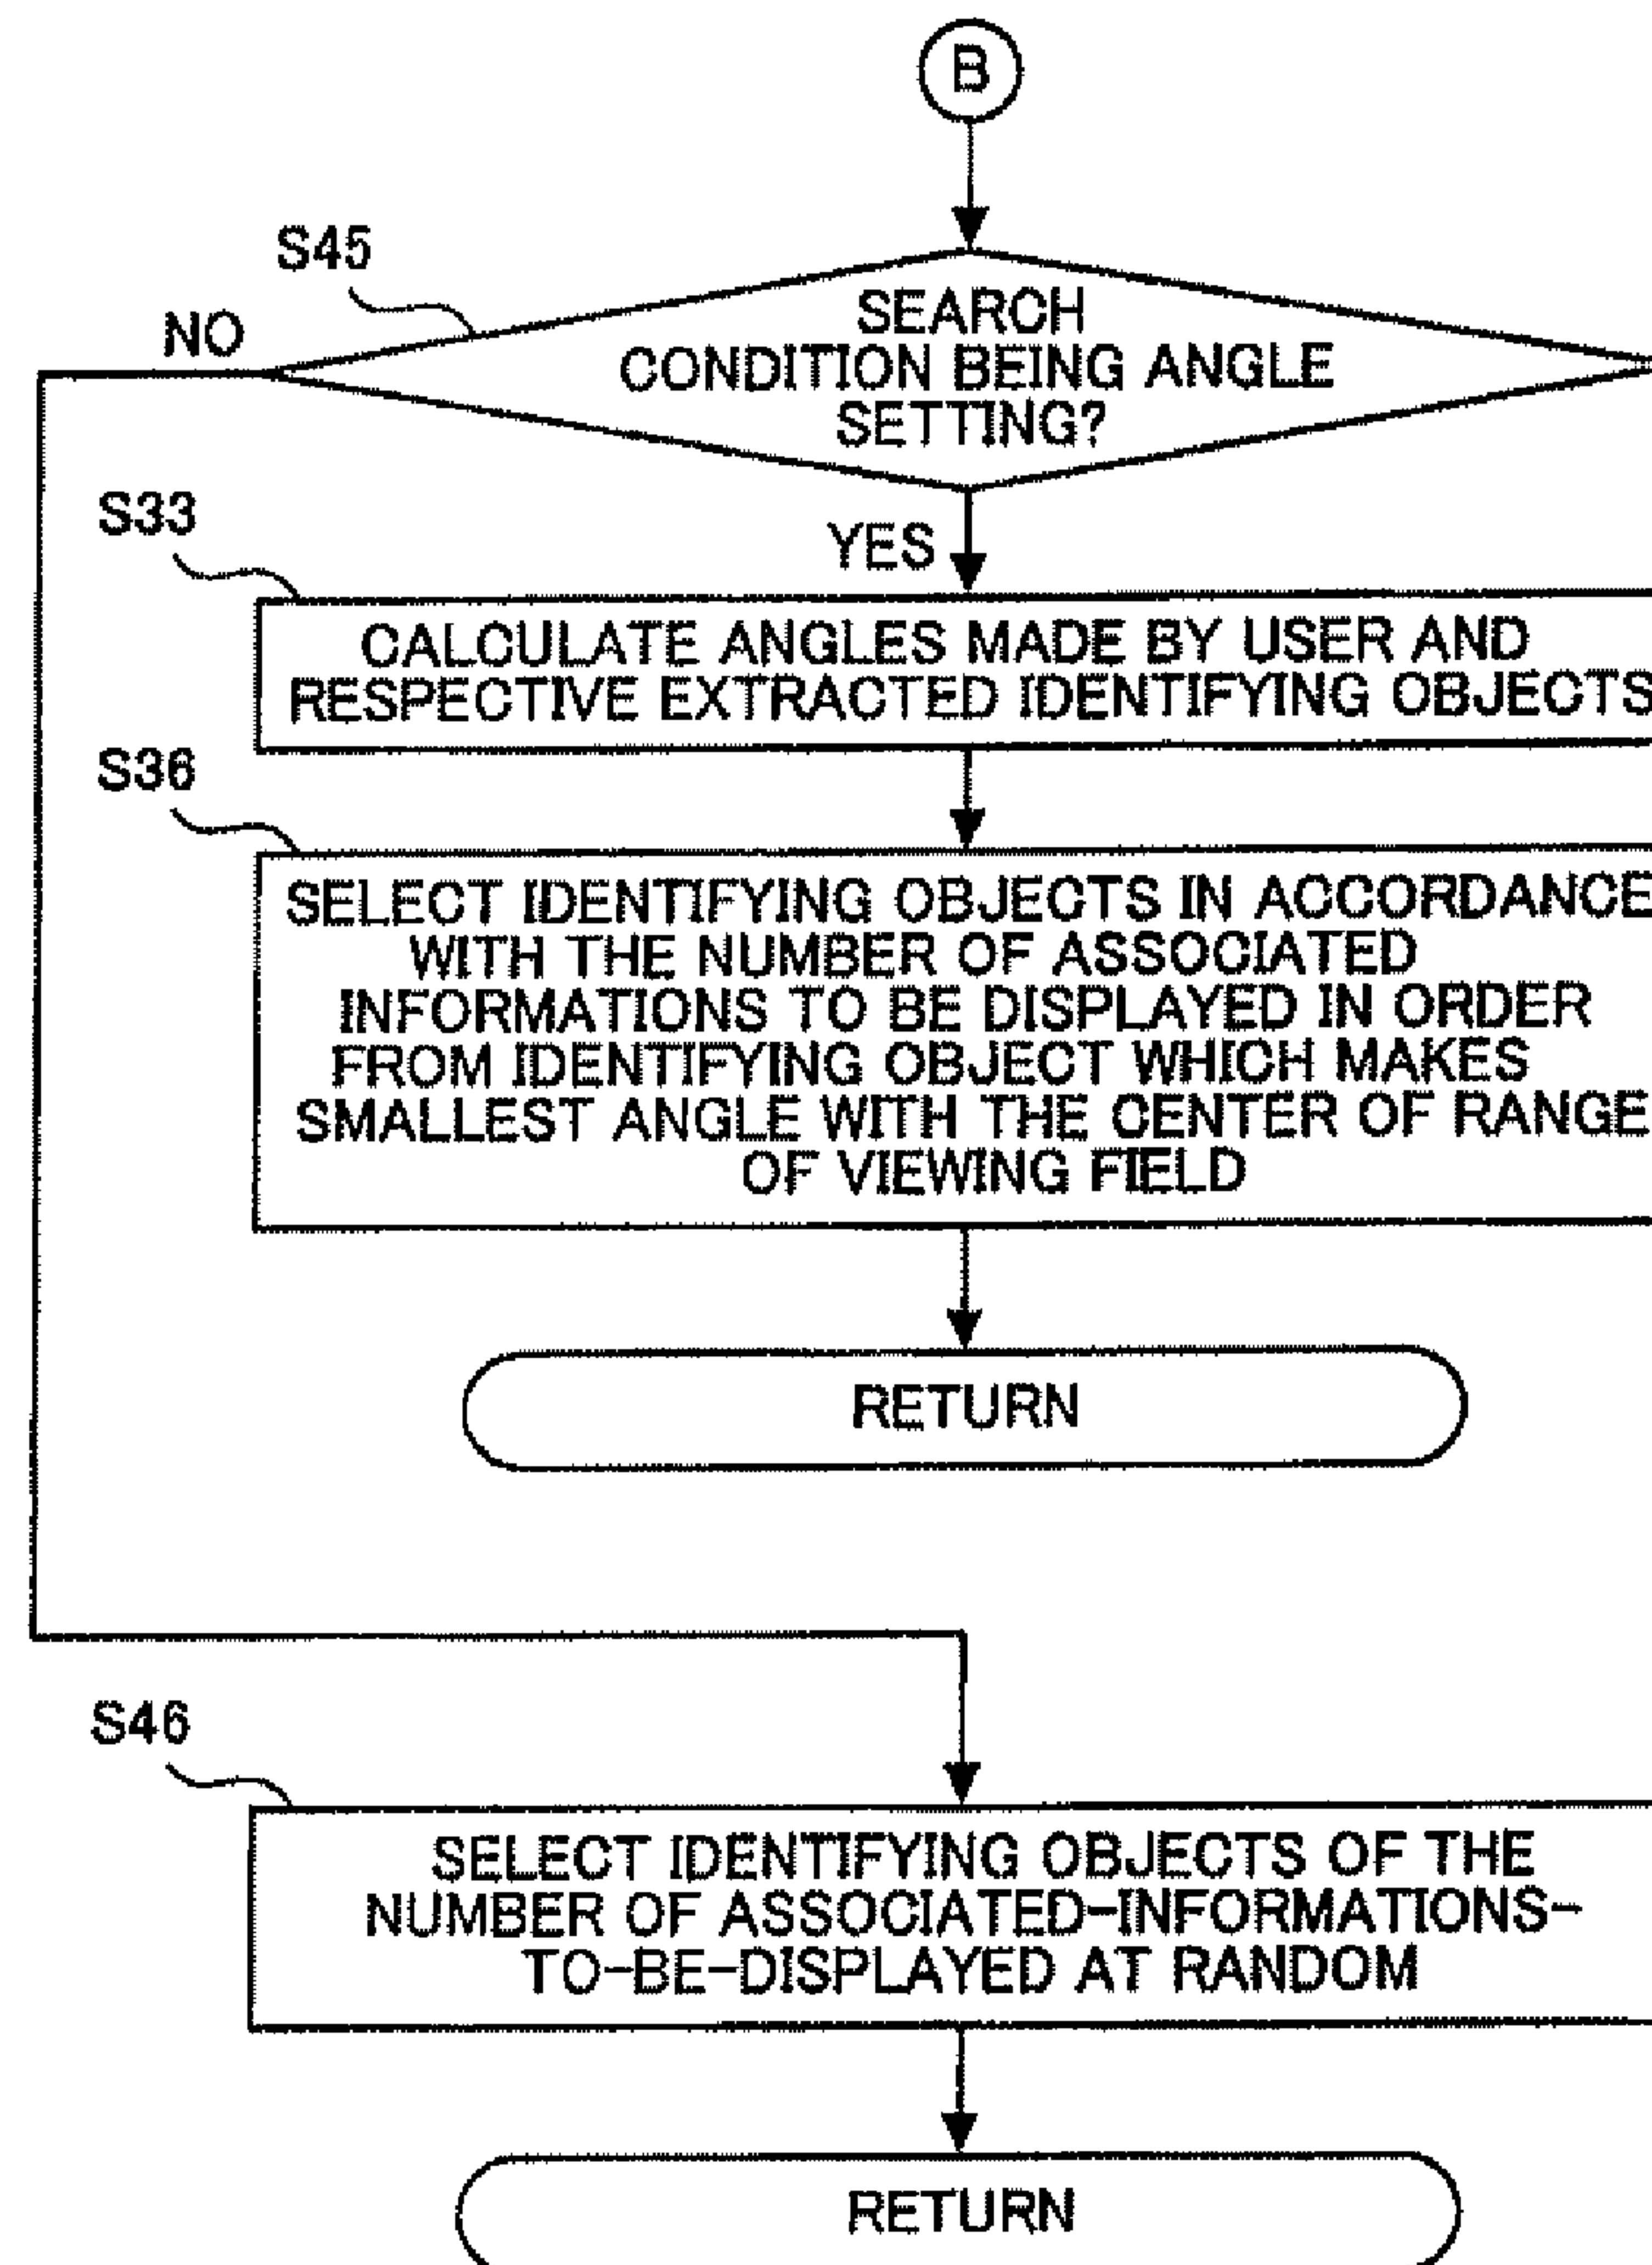 B
S45
NO
SEARCH
CONDITION BEING ANGLE
SETTING?
S33
YES
CALCULATE ANGLES MADE BY USER AND
RESPECTIVE EXTRACTED IDENTIFYING OBJECTS
S36
SELECT IDENTIFYING OBJECTS IN ACCORDANCE
WITH THE NUMBER OF ASSOCIATED
INFORMATIONS TO BE DISPLAYED IN ORDER
FROM IDENTIFYING OBJECT WHICH MAKES
SMALLEST ANGLE WITH THE CENTER OF RANGE
OF VIEWING FIELD
RETURN
S46
SELECT IDENTIFYING OBJECTS OF THE
NUMBER OF ASSOCIATED-INFORMATIONS-
TO-BE-DISPLAYED AT RANDOM
RETURN